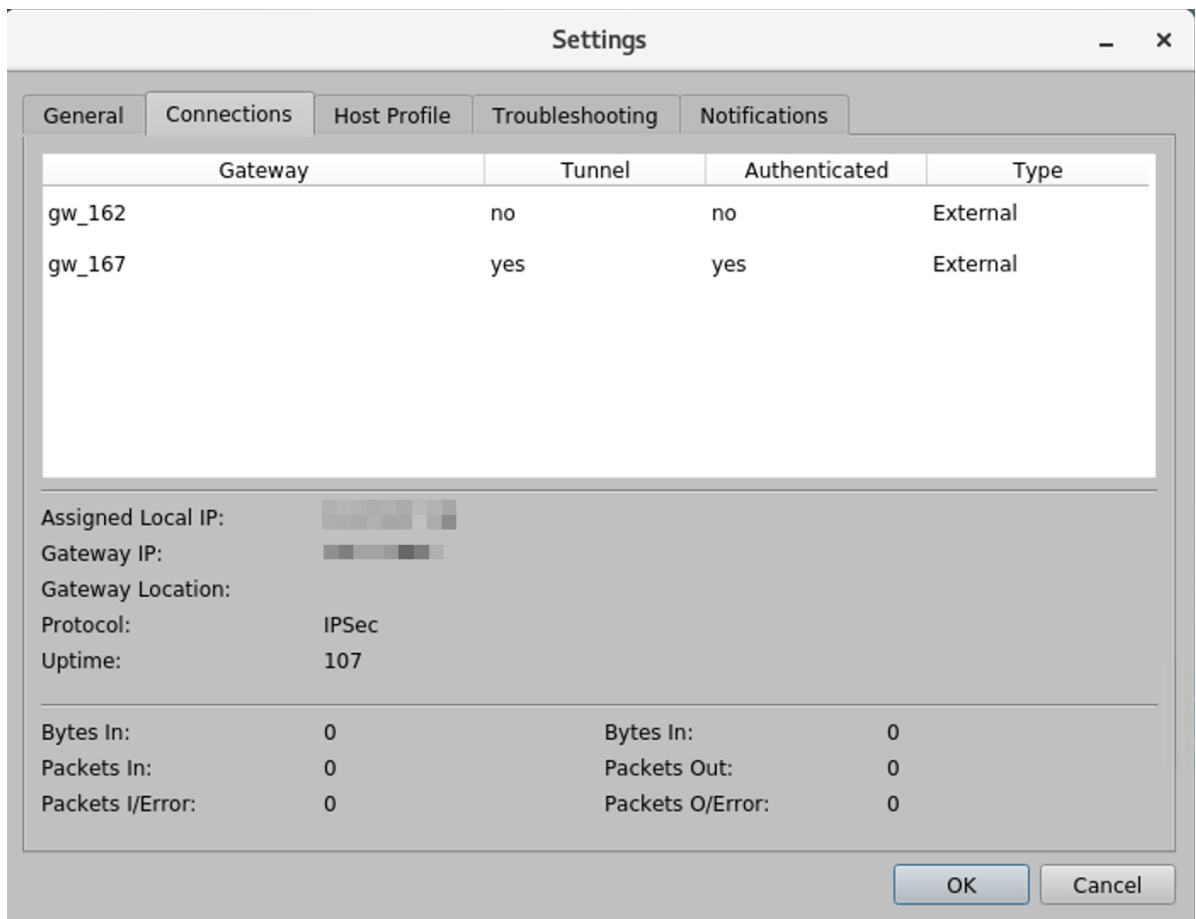 Settings
General Connections Host Profile Troubleshooting Notifications
Gateway Tunnel Authenticated Type
gw_162 no no External
gw_167 yes yes External
Assigned Local IP:
Gateway IP:
Gateway Location:
Protocol: IPSec
Uptime: 107
Bytes In: 0 Bytes In: 0
Packets In: 0 Packets Out: 0
Packets I/Error: 0 Packets O/Error: 0
OK Cancel